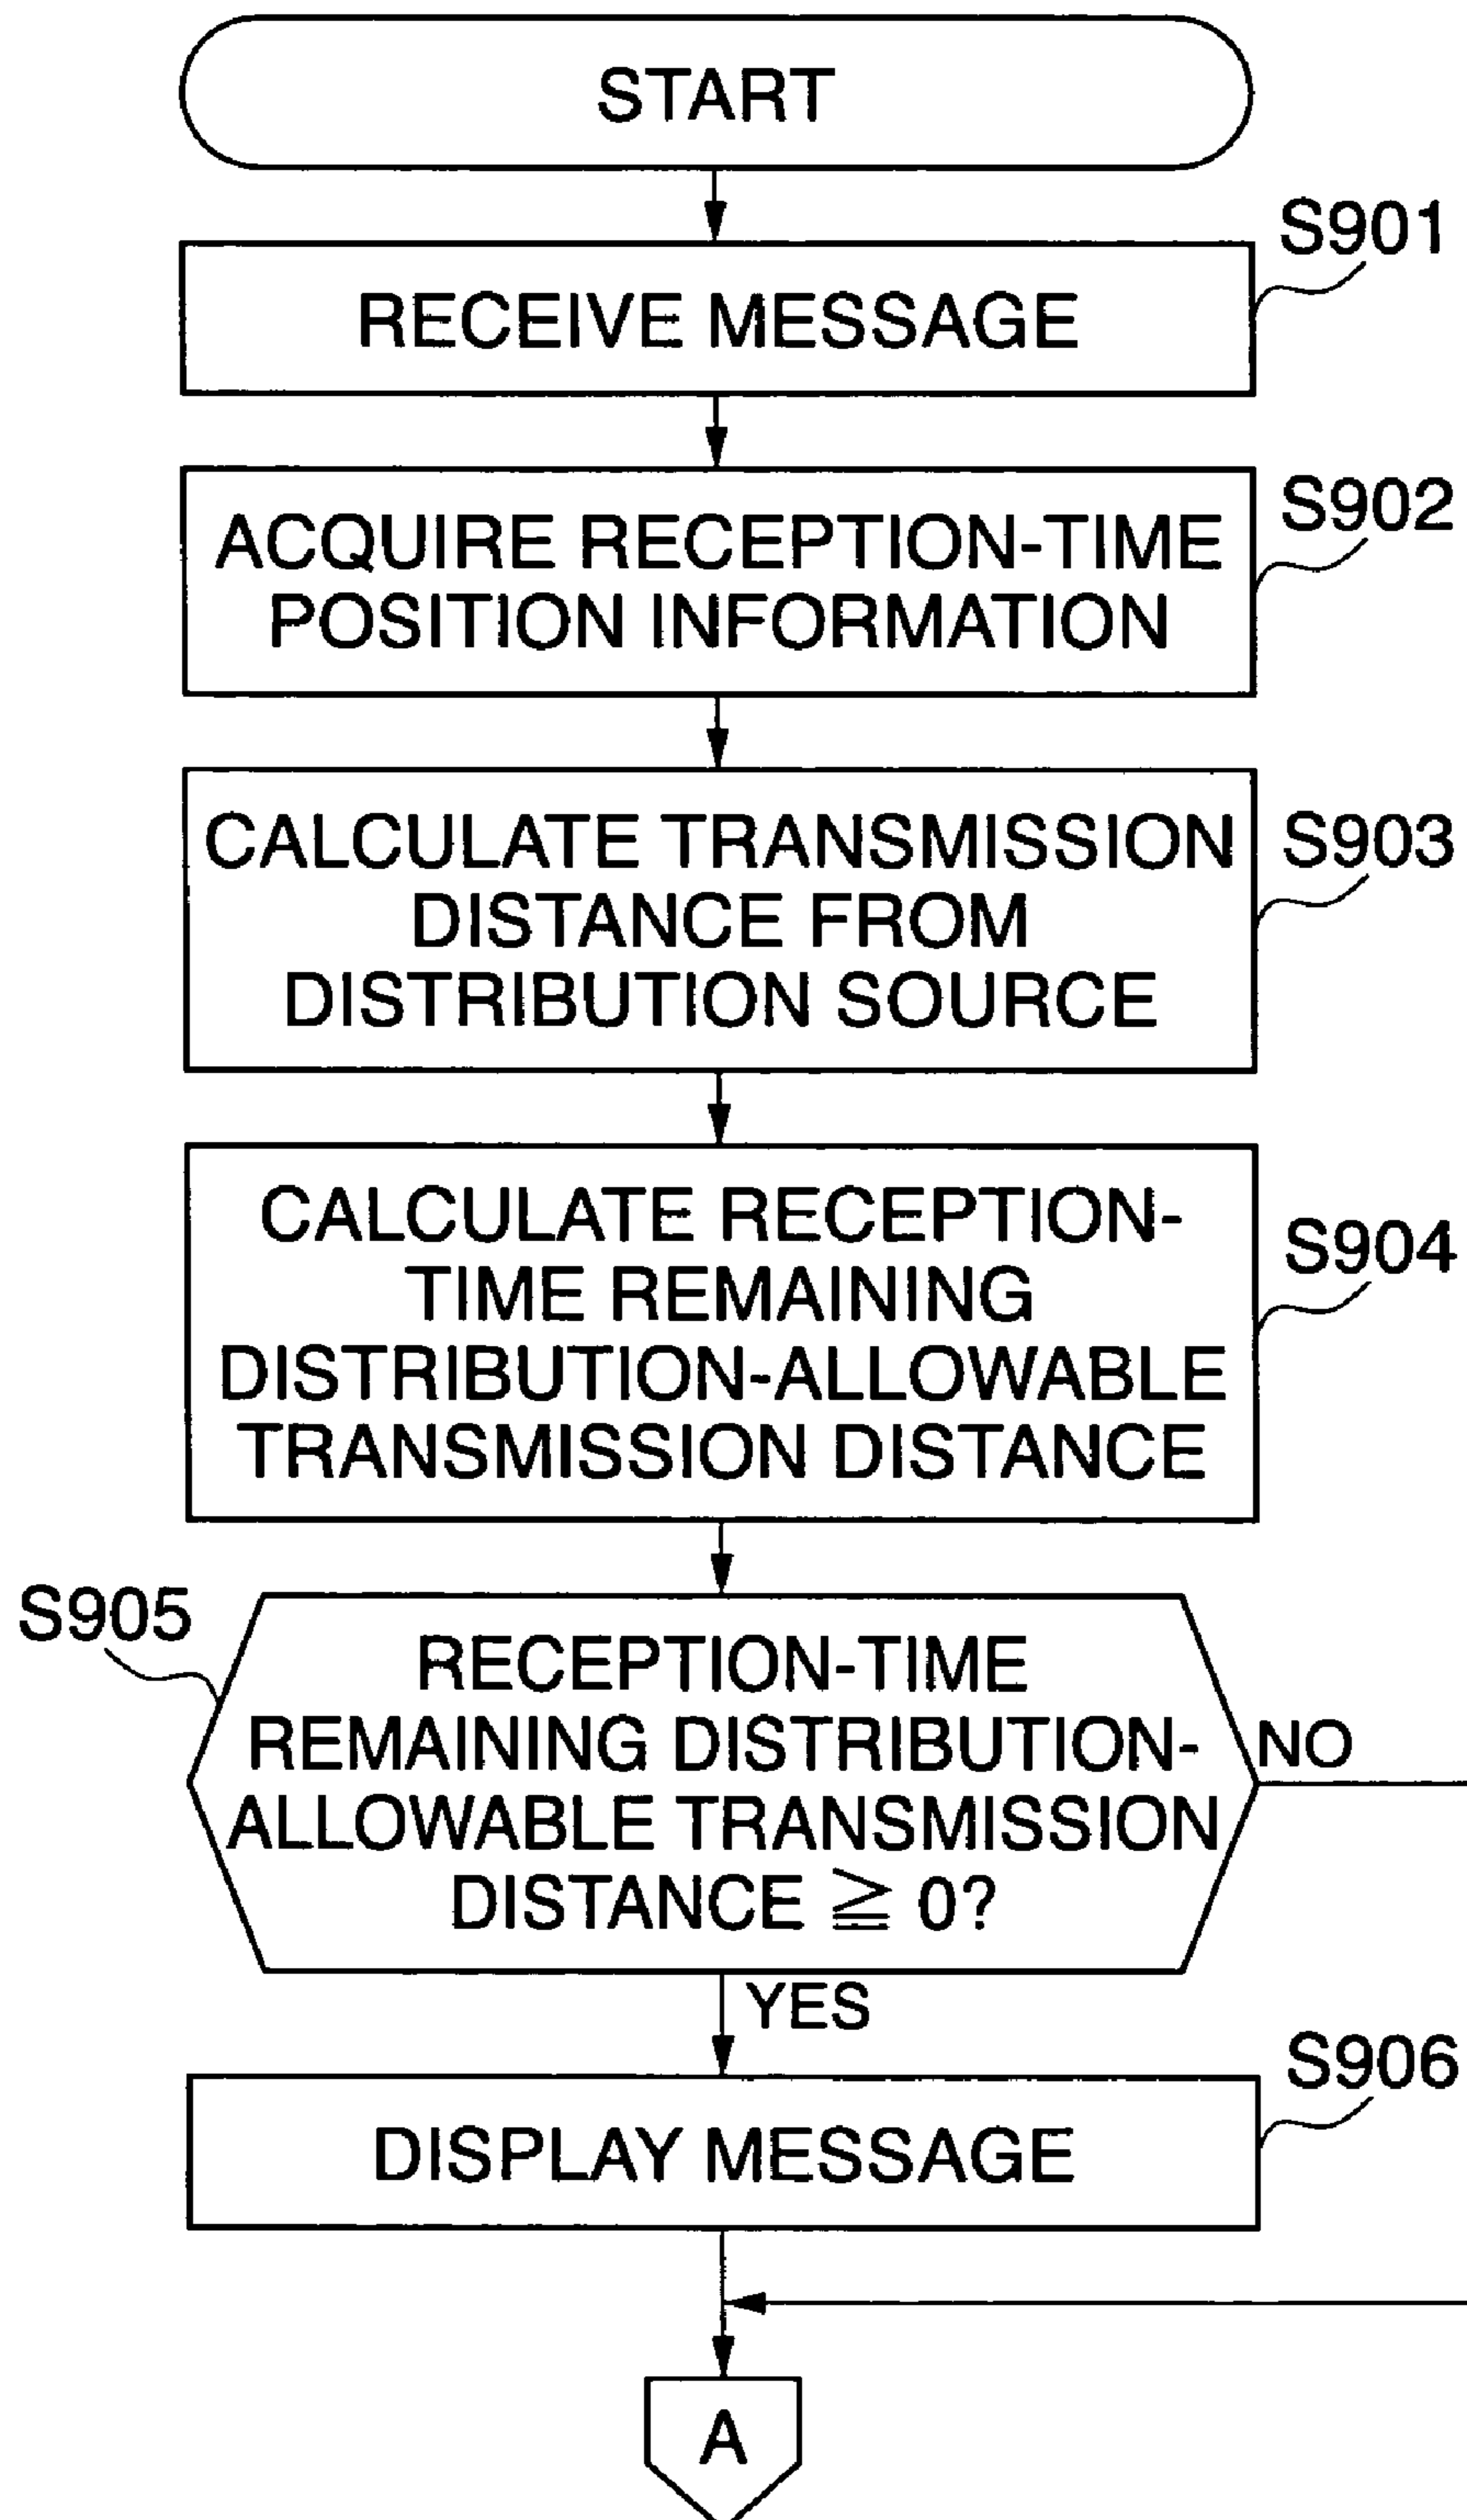 START
S901
RECEIVE MESSAGE
S902
ACQUIRE RECEPTION-TIME
POSITION INFORMATION
S903
CALCULATE TRANSMISSION
DISTANCE FROM
DISTRIBUTION SOURCE
S904
CALCULATE RECEPTION-
TIME REMAINING
DISTRIBUTION-ALLOWABLE
TRANSMISSION DISTANCE
S905
RECEPTION-TIME
REMAINING DISTRIBUTION-
ALLOWABLE TRANSMISSION
DISTANCE ≧ 0?
NO
YES
S906
DISPLAY MESSAGE
A